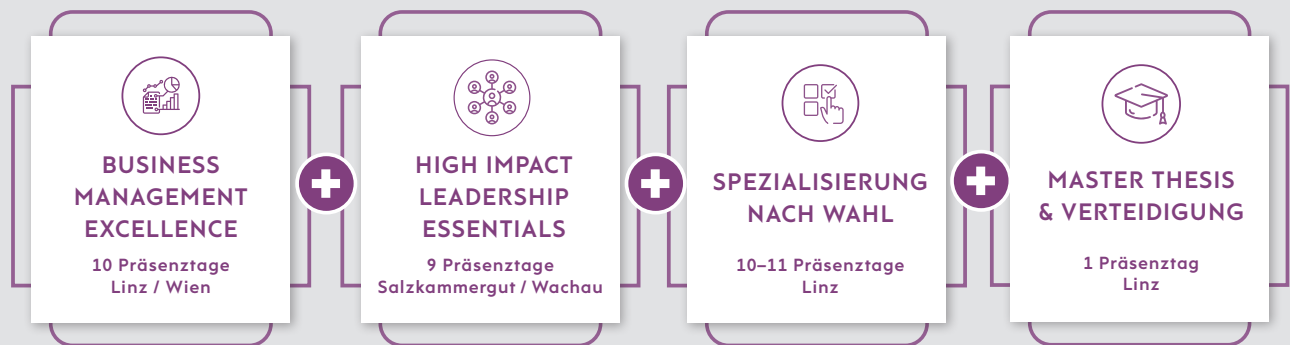 BUSINESS
MANAGEMENT
EXCELLENCE
10 Präsenztage
Linz / Wien
HIGH IMPACT
LEADERSHIP
ESSENTIALS
9 Präsenztage
Salzkammergut / Wachau
SPEZIALISIERUNG
NACH WAHL
10–11 Präsenztage
Linz
MASTER THESIS
& VERTEIDIGUNG
1 Präsenztag
Linz